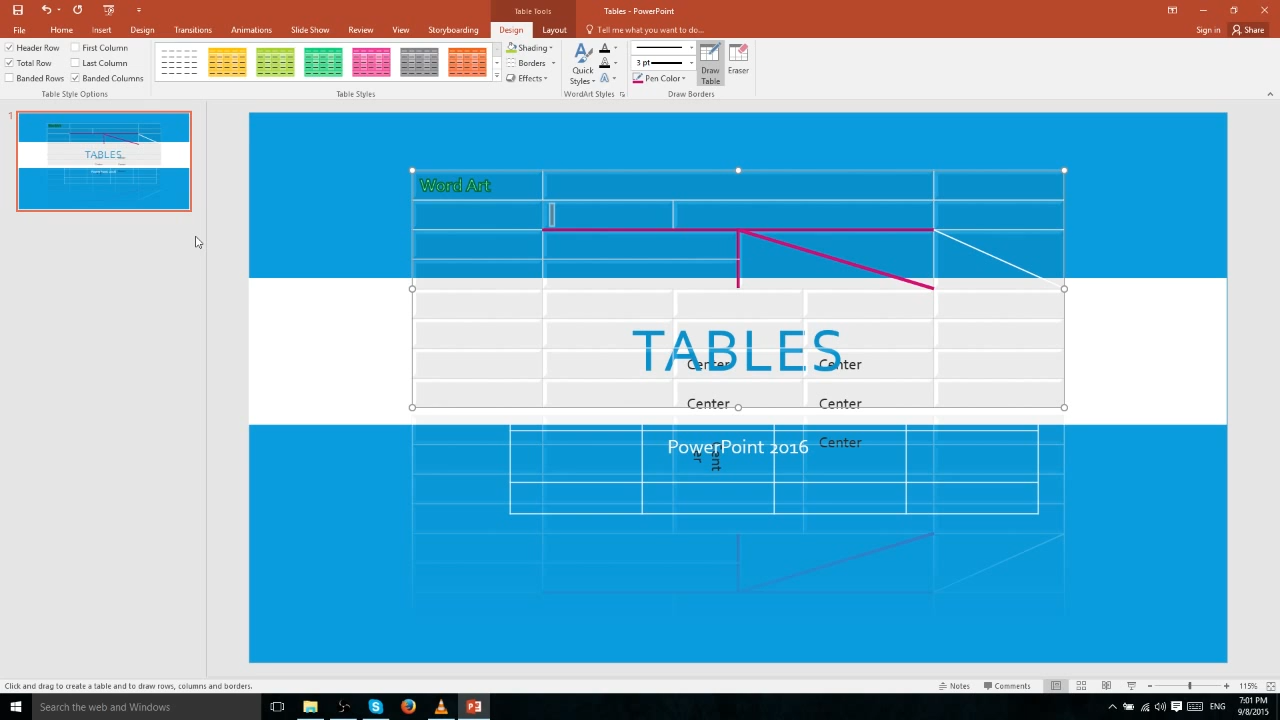 Table Tools
Tables - PowerPoint
File Home Insert Design Transitions Animations Slide Show Review View Storyboarding Design Layout Tell me what you want to do... Sign in Share
Header Row First Column
Total Row Last Column
Banded Rows Banded Columns
Table Style Options
Table Styles
Shading
Borders
Effects
Quick Styles
WordArt Styles
3 pt
Pen Color
Draw Table
Eraser
Draw Borders
1
TABLES
Word Art
TABLES
Center Center
Center Center
PowerPoint 2016
Center
Click and drag to create a table and to draw rows, columns and borders.
Notes Comments 115%
Search the web and Windows
ENG
7:01 PM
9/8/2015